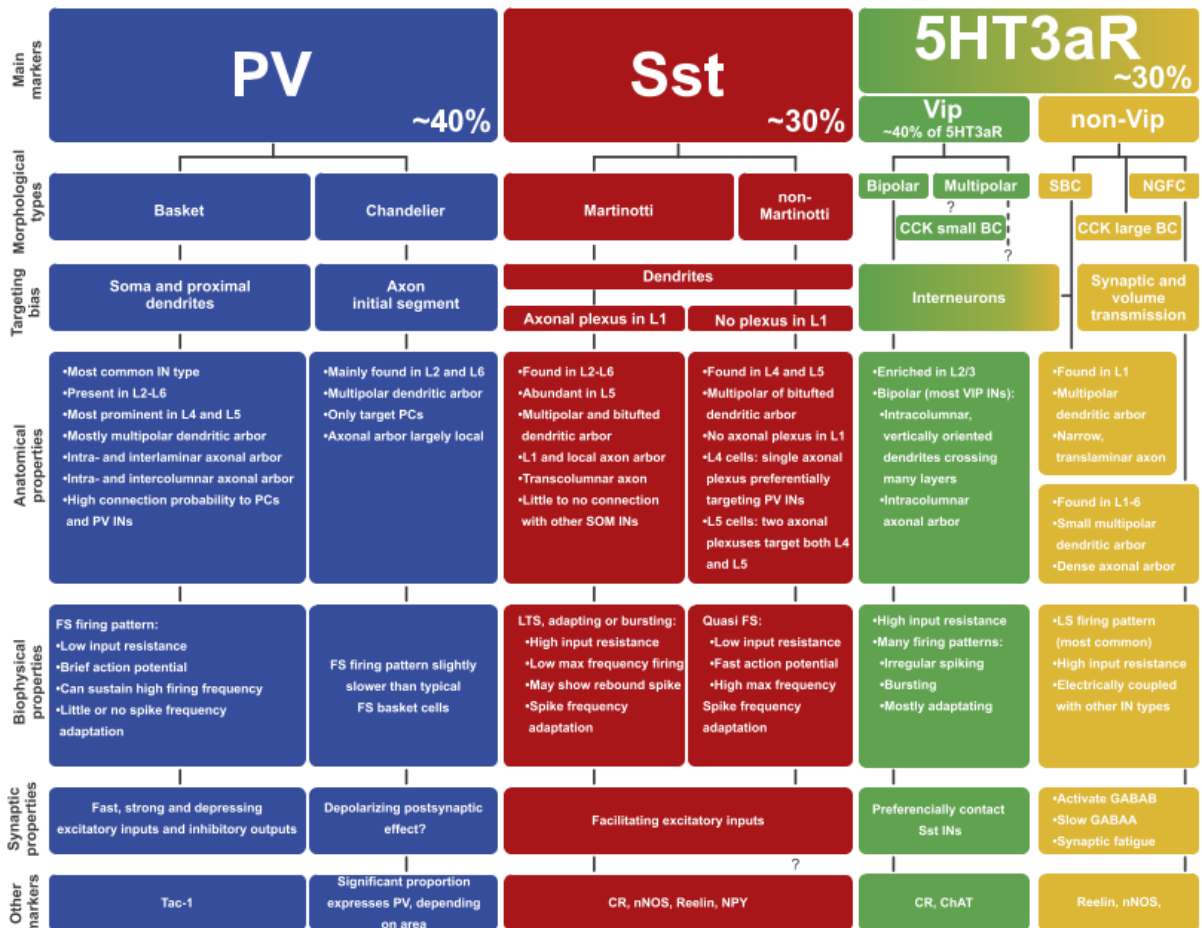 Main
markers
PV
~40%
Sst
~30%
5HT3aR
~30%
Vip
~40% of 5HT3aR
non-Vip
Morphological
types
Basket
Chandelier
Martinotti
non-
Martinotti
Bipolar
Multipolar
?
CCK small BC
?
SBC
NGFC
CCK large BC
Targeting
bias
Soma and proximal
dendrites
Axon
initial segment
Dendrites
Axonal plexus in L1
No plexus in L1
Interneurons
Synaptic and
volume
transmission
Anatomical
properties
•Most common IN type
•Present in L2-L6
•Most prominent in L4 and L5
•Mostly multipolar dendritic arbor
•Intra- and interlaminar axonal arbor
•Intra- and intercolumnar axonal arbor
•High connection probability to PCs
and PV INs
•Mainly found in L2 and L6
•Multipolar dendritic arbor
•Only target PCs
•Axonal arbor largely local
•Found in L2-L6
•Abundant in L5
•Multipolar and bitufted
dendritic arbor
•L1 and local axon arbor
•Transcolumnar axon
•Little to no connection
with other SOM INs
•Found in L4 and L5
•Multipolar of bitufted
dendritic arbor
•No axonal plexus in L1
•L4 cells: single axonal
plexus preferentially
targeting PV INs
•L5 cells: two axonal
plexuses target both L4
and L5
•Enriched in L2/3
•Bipolar (most VIP INs):
•Intracolumnar,
vertically oriented
dendrites crossing
many layers
•Intracolumnar
axonal arbor
•Found in L1
•Multipolar
dendritic arbor
•Narrow,
translaminar axon
•Found in L1-6
•Small multipolar
dendritic arbor
•Dense axonal arbor
Biophysical
properties
FS firing pattern:
•Low input resistance
•Brief action potential
•Can sustain high firing frequency
•Little or no spike frequency
adaptation
FS firing pattern slightly
slower than typical
FS basket cells
LTS, adapting or bursting:
•High input resistance
•Low max frequency firing
•May show rebound spike
•Spike frequency
adaptation
Quasi FS:
•Low input resistance
•Fast action potential
•High max frequency
Spike frequency
adaptation
•High input resistance
•Many firing patterns:
•Irregular spiking
•Bursting
•Mostly adaptating
•LS firing pattern
(most common)
•High input resistance
•Electrically coupled
with other IN types
Synaptic
properties
Fast, strong and depressing
excitatory inputs and inhibitory outputs
Depolarizing postsynaptic
effect?
Facilitating excitatory inputs
Preferencially contact
Sst INs
•Activate GABAB
•Slow GABAA
•Synaptic fatigue
?
Other
markers
Tac-1
Significant proportion
expresses PV, depending
on area
CR, nNOS, Reelin, NPY
CR, ChAT
Reelin, nNOS,